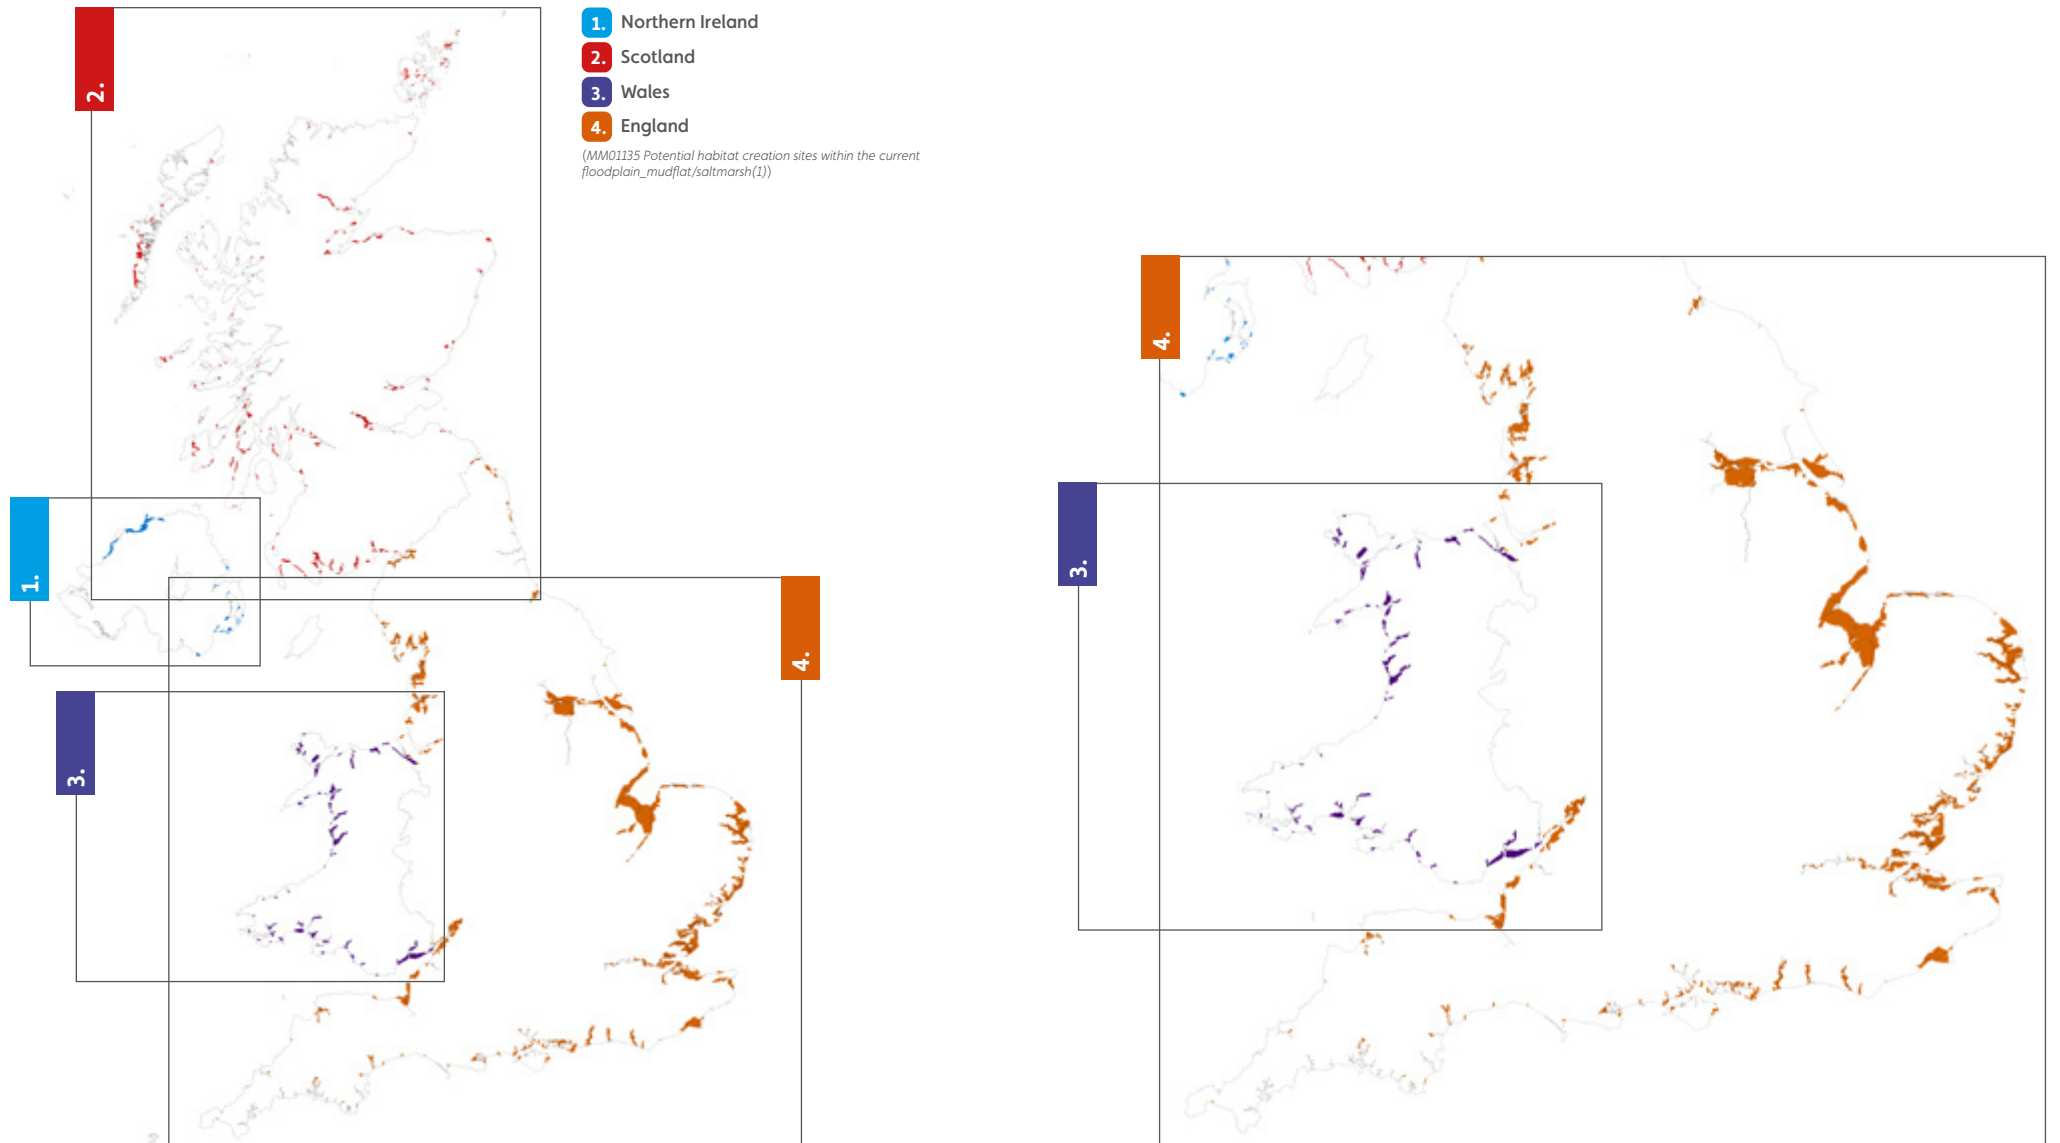 2.
1. Northern Ireland
2. Scotland
3. Wales
4. England
(MM01135 Potential habitat creation sites within the current
floodplain_mudflat/saltmarsh(1))
1.
4.
3.
4.
3.